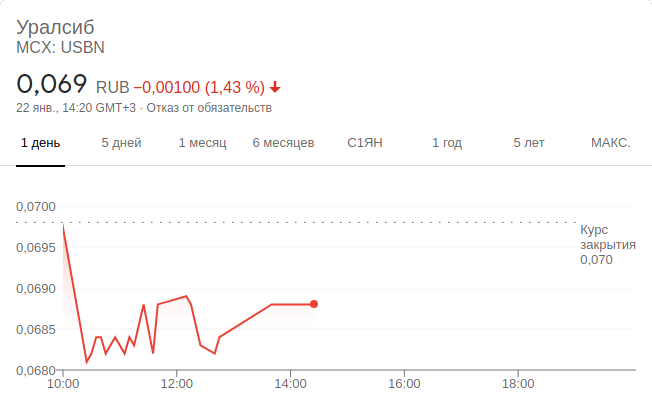 Уралсиб
MCX: USBN
0,069 RUB −0,00100 (1,43 %)
22 янв., 14:20 GMT+3 · Отказ от обязательств
1 день 5 дней 1 месяц 6 месяцев С1ЯН 1 год 5 лет МАКС.
0,0700
Курс
закрытия
0,070
0,0695
0,0690
0,0685
0,0680
10:00 12:00 14:00 16:00 18:00